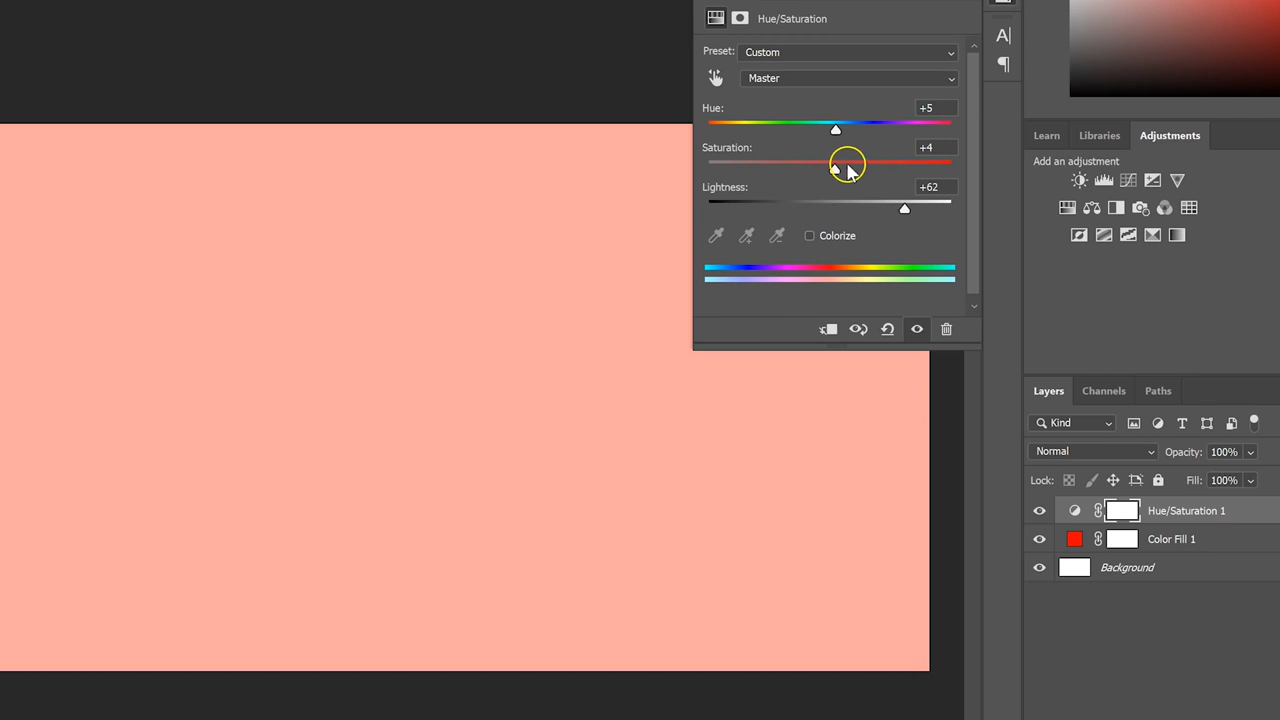 Hue/Saturation
Preset: Custom
Master
Hue: +5
Saturation: +4
Lightness: +62
Colorize
A|
Learn Libraries Adjustments
Add an adjustment
Layers Channels Paths
Kind
Normal Opacity: 100%
Lock: Fill: 100%
Hue/Saturation 1
Color Fill 1
Background